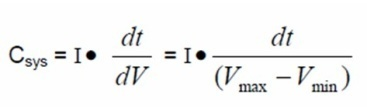 C_sys = I● dt/dV = I● dt/(V_max − V_min)